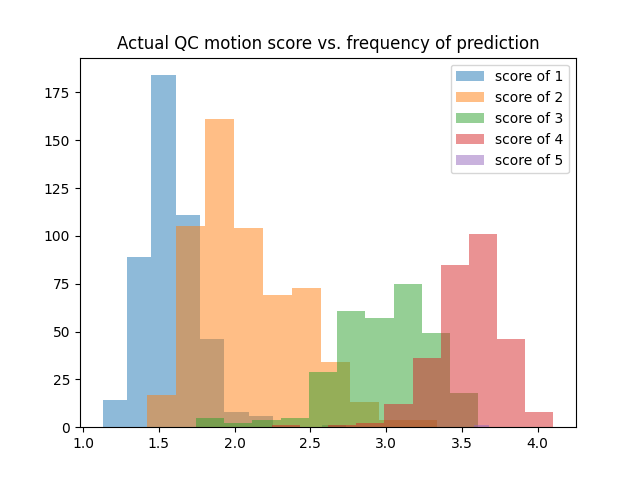 Actual QC motion score vs. frequency of prediction
score of 1
score of 2
score of 3
score of 4
score of 5
175
150
125
100
75
50
25
0
1.0 1.5 2.0 2.5 3.0 3.5 4.0